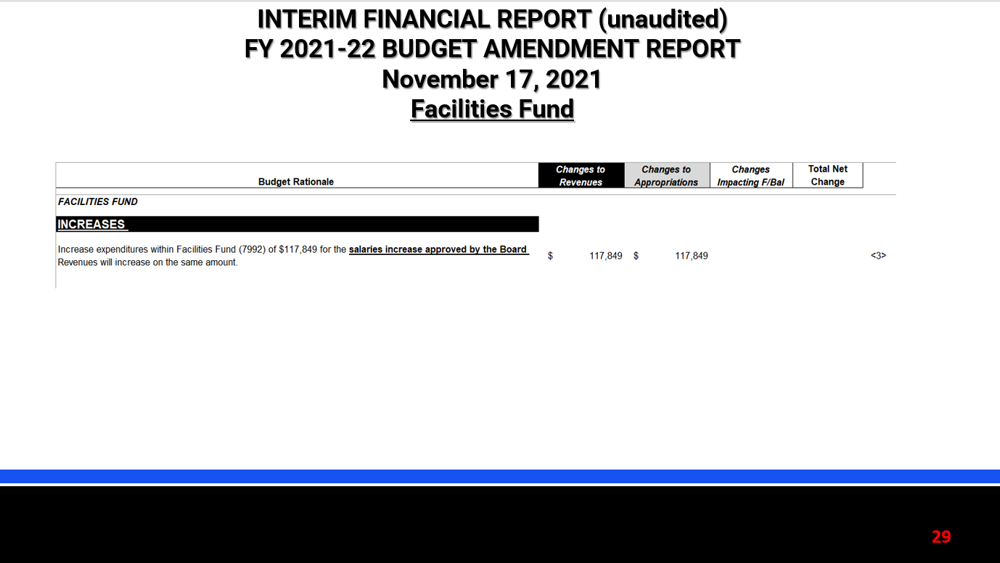 INTERIM FINANCIAL REPORT (unaudited)
FY 2021-22 BUDGET AMENDMENT REPORT
November 17, 2021
Facilities Fund
Budget Rationale
Changes to
Revenues
Changes to
Appropriations
Changes
Impacting F/Bal
Total Net
Change
FACILITIES FUND
INCREASES
Increase expenditures within Facilities Fund (7992) of $117,849 for the salaries increase approved by the Board
Revenues will increase on the same amount.
$ 117,849 $ 117,849 <3>
29